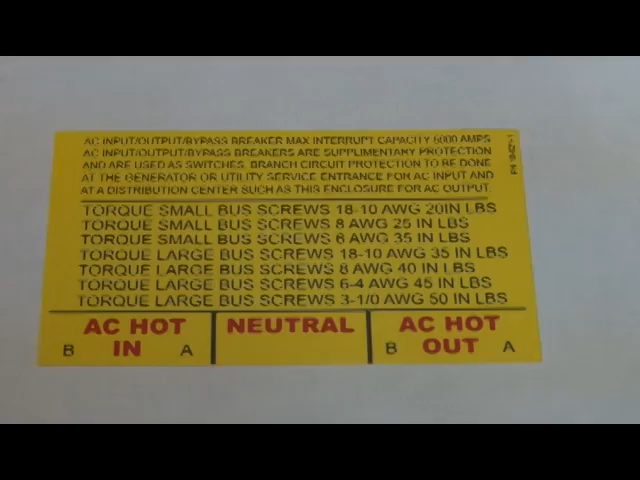 AC INPUT/OUTPUT/BYPASS BREAKER MAX INTERRUPT CAPACITY 5000 AMPS
AC INPUT/OUTPUT/BYPASS BREAKERS ARE SUPPLIMENTARY PROTECTION
AND ARE USED AS SWITCHES. BRANCH CIRCUIT PROTECTION TO BE DONE
AT THE GENERATOR OR UTILITY SERVICE ENTRANCE FOR AC INPUT AND
AT A DISTRIBUTION CENTER SUCH AS THIS ENCLOSURE FOR AC OUTPUT.
TORQUE SMALL BUS SCREWS 18-10 AWG 20IN LBS
TORQUE SMALL BUS SCREWS 8 AWG 25 IN LBS
TORQUE SMALL BUS SCREWS 6 AWG 35 IN LBS
TORQUE LARGE BUS SCREWS 18-10 AWG 35 IN LBS
TORQUE LARGE BUS SCREWS 8 AWG 40 IN LBS
TORQUE LARGE BUS SCREWS 6-4 AWG 45 IN LBS
TORQUE LARGE BUS SCREWS 3-1/0 AWG 50 IN LBS
AC HOT IN
B A
NEUTRAL
AC HOT OUT
B A